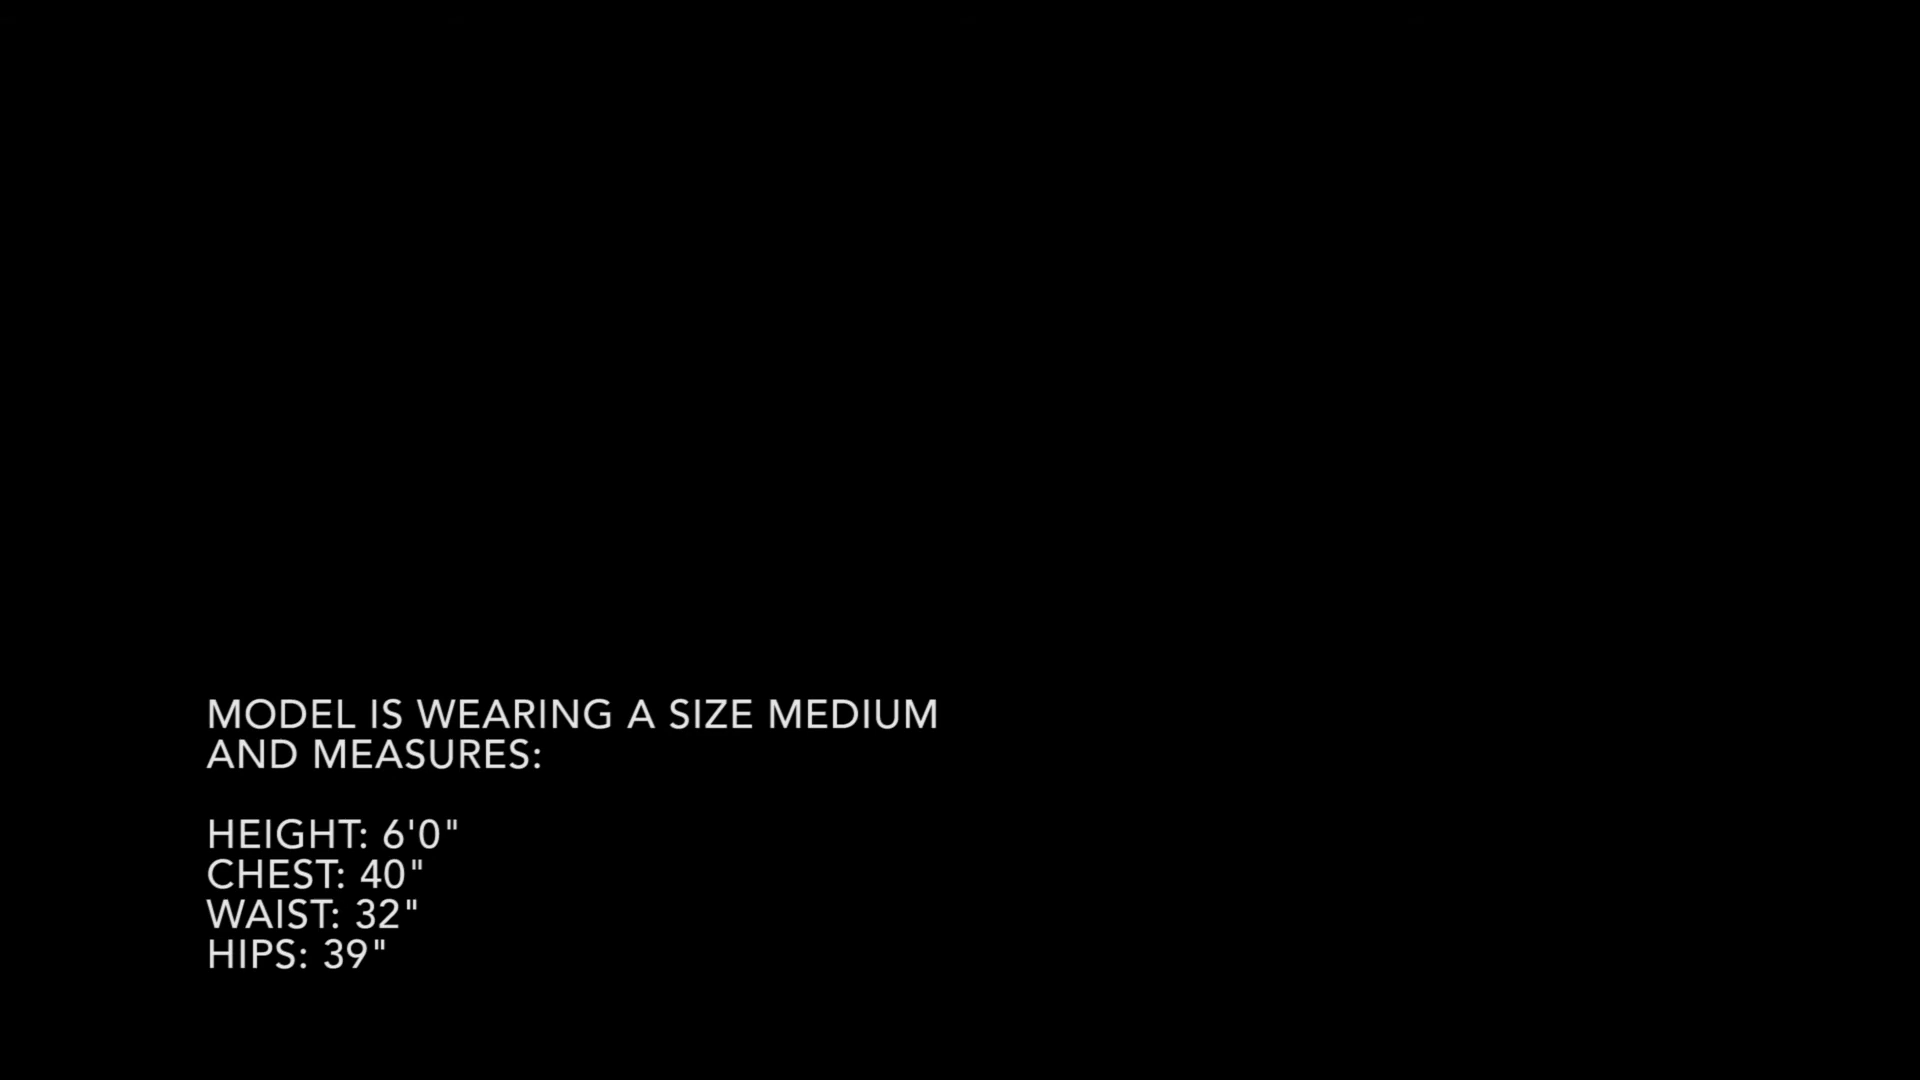 MODEL IS WEARING A SIZE MEDIUM
AND MEASURES:
HEIGHT: 6'0"
CHEST: 40"
WAIST: 32"
HIPS: 39"